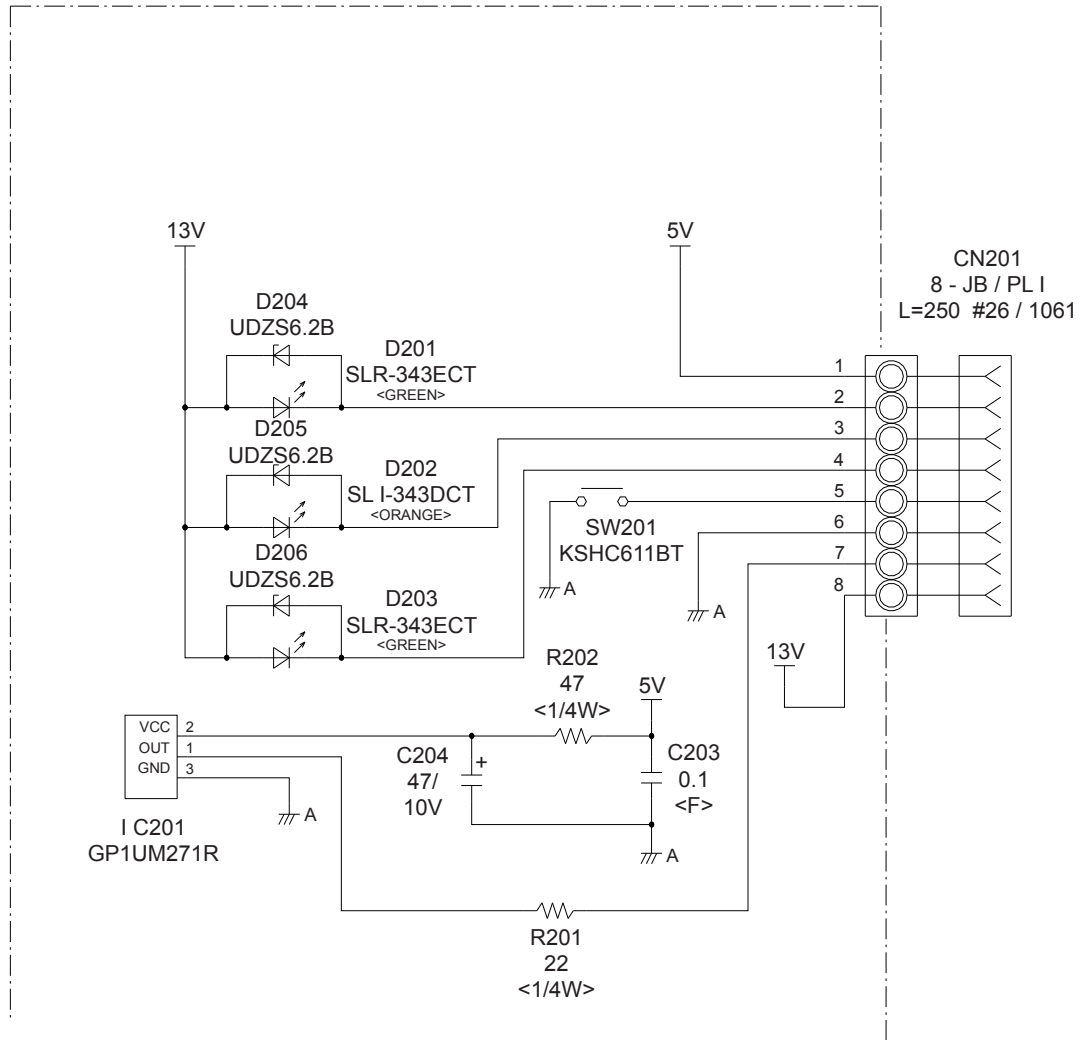 13V
5V
CN201
8 - JB / PL I
L=250 #26 / 1061
D204
UDZS6.2B
D201
SLR-343ECT
<GREEN>
1
2
3
4
5
6
7
8
D205
UDZS6.2B
D202
SL I-343DCT
<ORANGE>
SW201
KSHC611BT
A
A
D206
UDZS6.2B
D203
SLR-343ECT
<GREEN>
13V
R202
47
<1/4W>
5V
VCC 2
OUT 1
GND 3
A
I C201
GP1UM271R
C204
47/
10V
+
C203
0.1
<F>
A
R201
22
<1/4W>